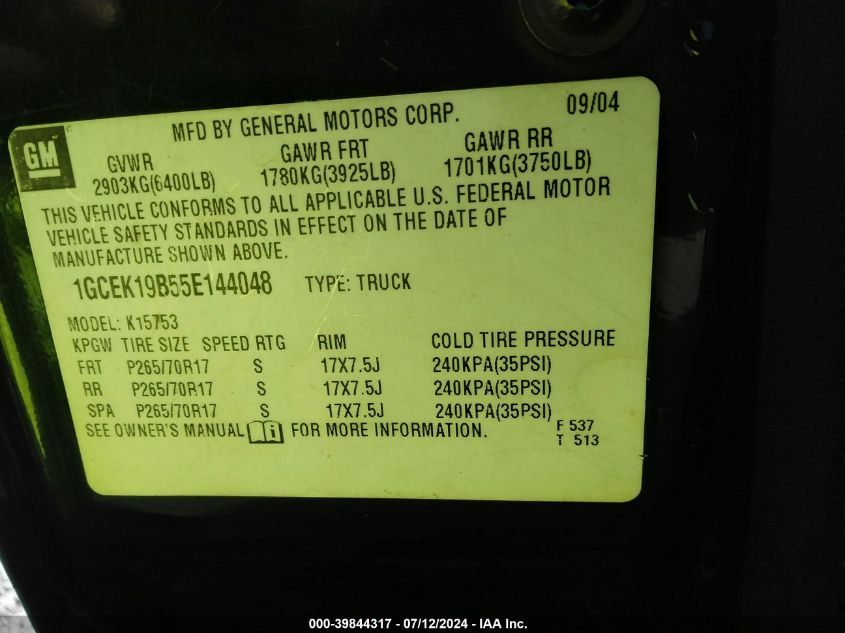 09/04
GM MFD BY GENERAL MOTORS CORP.
GVWR GAWR FRT GAWR RR
2903KG(6400LB) 1780KG(3925LB) 1701KG(3750LB)
THIS VEHICLE CONFORMS TO ALL APPLICABLE U.S. FEDERAL MOTOR
VEHICLE SAFETY STANDARDS IN EFFECT ON THE DATE OF
MANUFACTURE SHOWN ABOVE.
1GCEK19B55E144048 TYPE: TRUCK
MODEL: K15753
KPGW TIRE SIZE SPEED RTG RIM COLD TIRE PRESSURE
FRT P265/70R17 S 17X7.5J 240KPA(35PSI)
RR P265/70R17 S 17X7.5J 240KPA(35PSI)
SPA P265/70R17 S 17X7.5J 240KPA(35PSI)
SEE OWNER'S MANUAL i FOR MORE INFORMATION. F 537
T 513
000-39844317 - 07/12/2024 - IAA Inc.